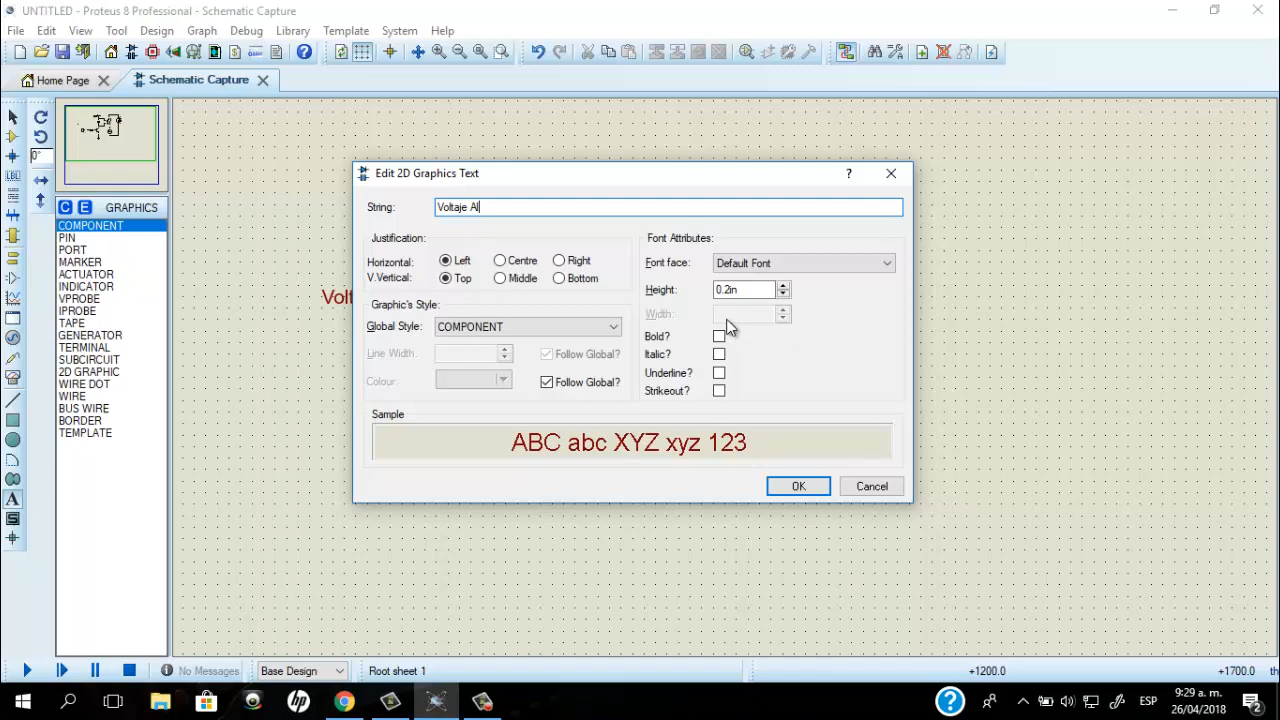 UNTITLED - Proteus 8 Professional - Schematic Capture
File Edit View Tool Design Graph Debug Library Template System Help
Home Page Schematic Capture
0°
LBL
C E GRAPHICS
COMPONENT
PIN
PORT
MARKER
ACTUATOR
INDICATOR
VPROBE
IPROBE
TAPE
GENERATOR
TERMINAL
SUBCIRCUIT
2D GRAPHIC
WIRE DOT
WIRE
BUS WIRE
BORDER
TEMPLATE
A
Volt
Edit 2D Graphics Text ?
String: Voltaje Al
Justification:
Horizontal: Left Centre Right
V.Vertical: Top Middle Bottom
Graphic's Style:
Global Style: COMPONENT
Line Width: Follow Global?
Colour: Follow Global?
Font Attributes:
Font face: Default Font
Height: 0.2in
Width:
Bold?
Italic?
Underline?
Strikeout?
Sample
ABC abc XYZ xyz 123
OK Cancel
No Messages Base Design Root sheet 1 +1200.0 +1700.0 th
hp ? ESP 9:29 a. m.
26/04/2018 2